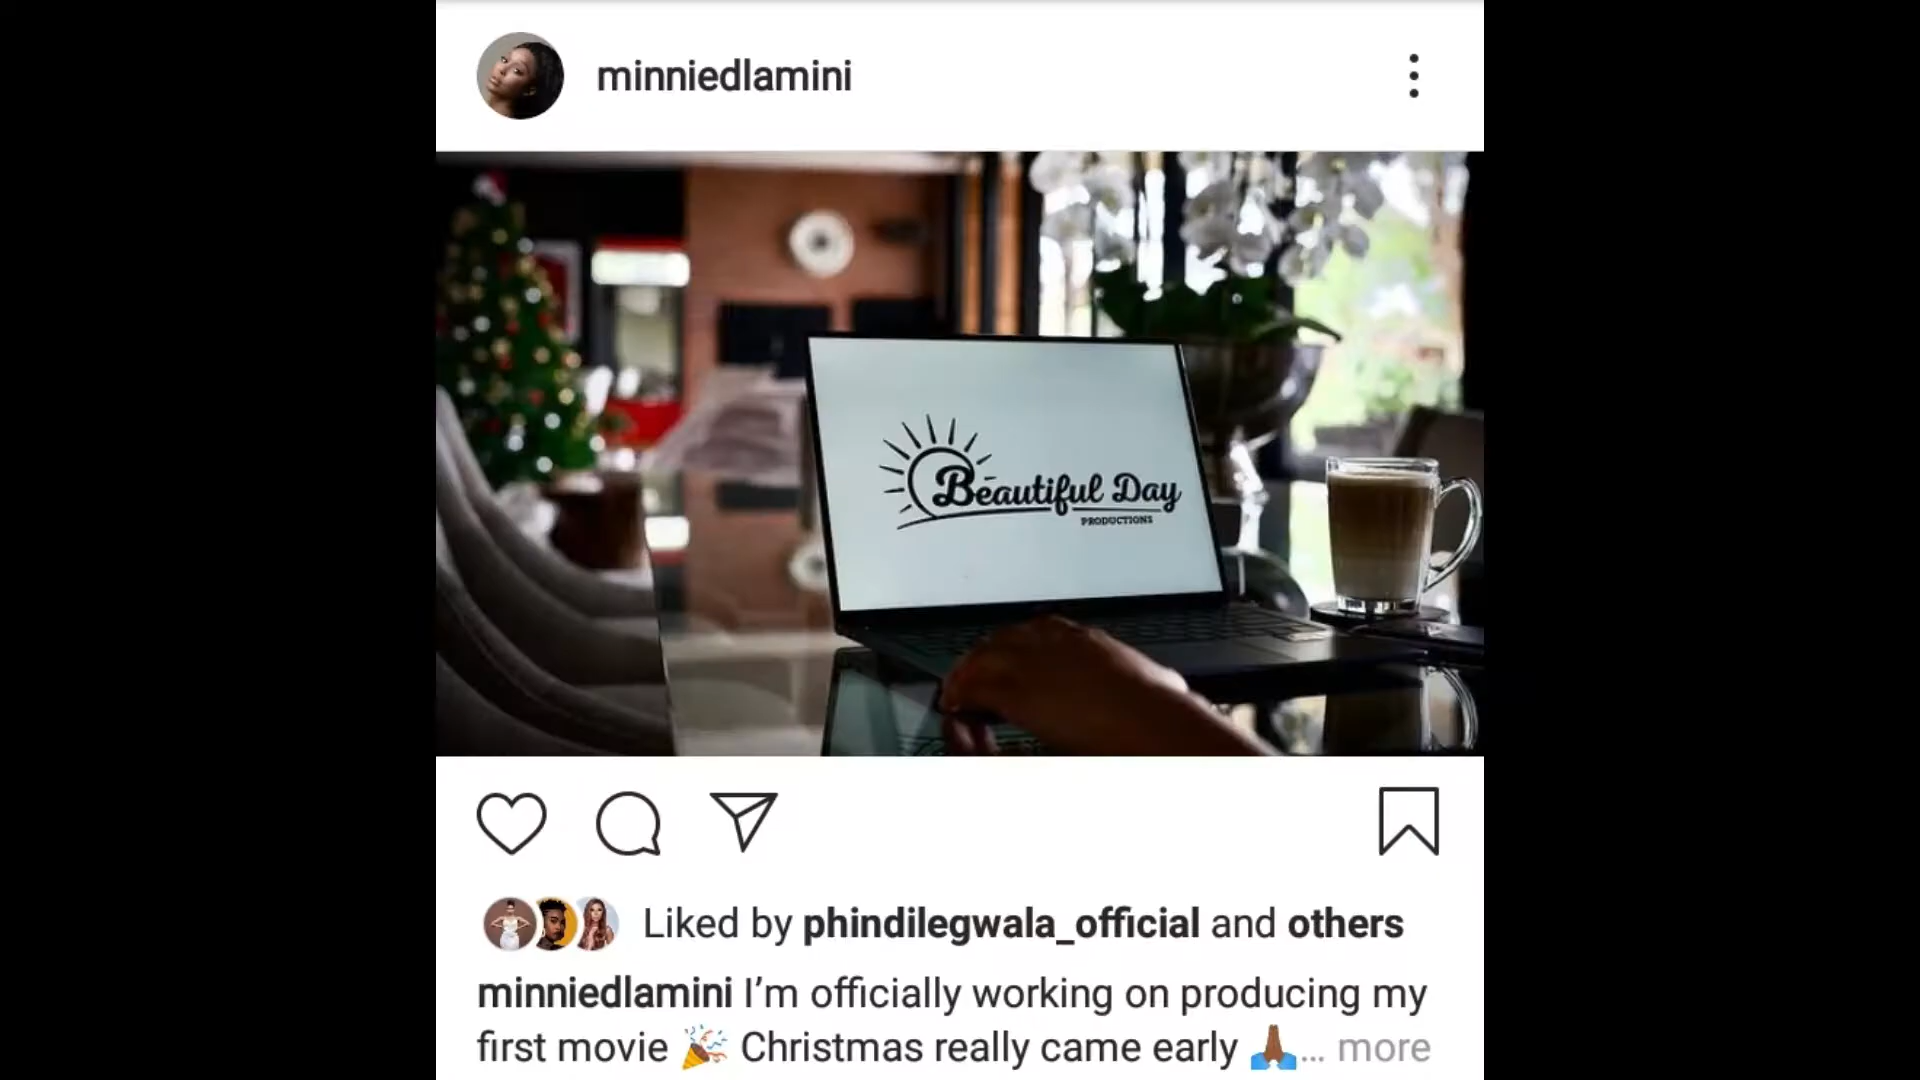 minniedlamini
Beautiful Day
PRODUCTIONS
Liked by phindilegwala_official and others
minniedlamini I’m officially working on producing my
first movie 🎉 Christmas really came early 🙏🏾... more